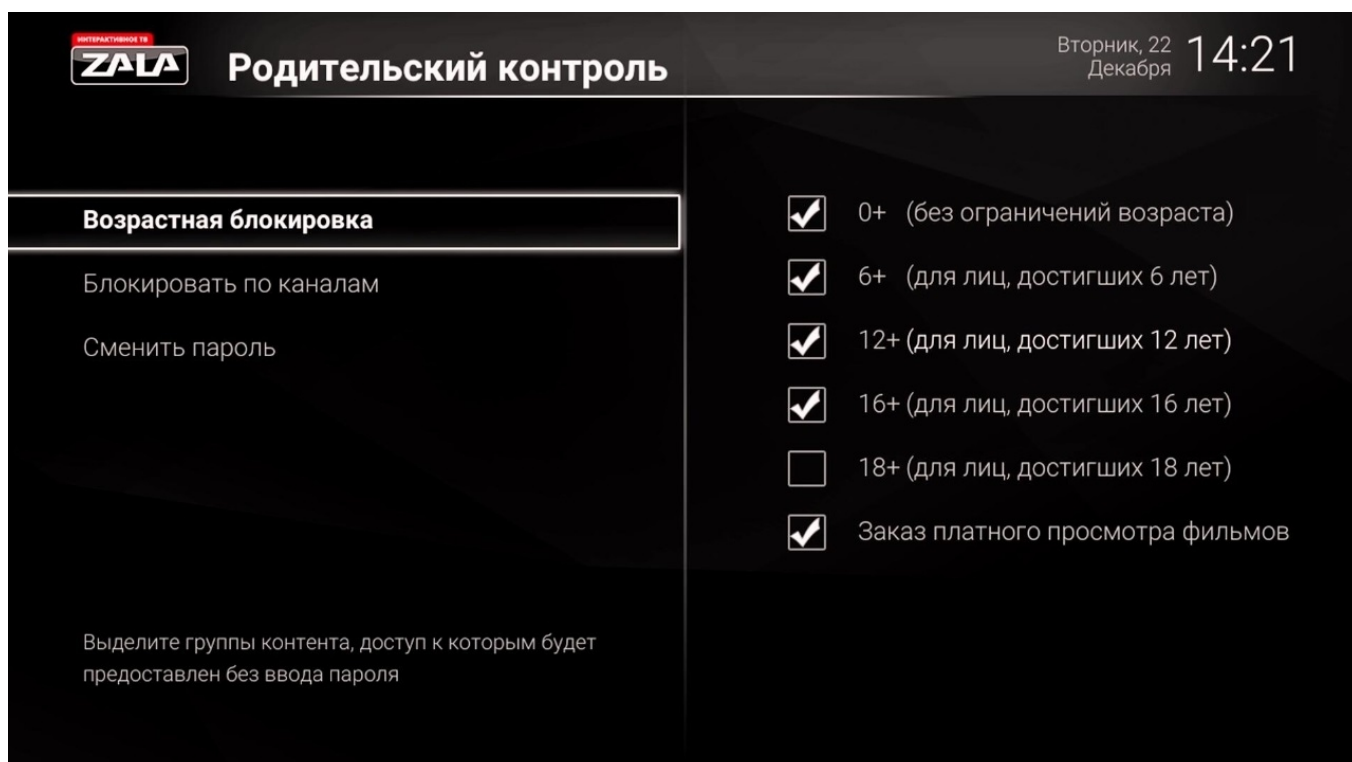 ИНТЕРАКТИВНОЕ ТВ
ZALA
Родительский контроль
Вторник, 22
Декабря
14:21
Возрастная блокировка
Блокировать по каналам
Сменить пароль
0+ (без ограничений возраста)
6+ (для лиц, достигших 6 лет)
12+ (для лиц, достигших 12 лет)
16+ (для лиц, достигших 16 лет)
18+ (для лиц, достигших 18 лет)
Заказ платного просмотра фильмов
Выделите группы контента, доступ к которым будет
предоставлен без ввода пароля